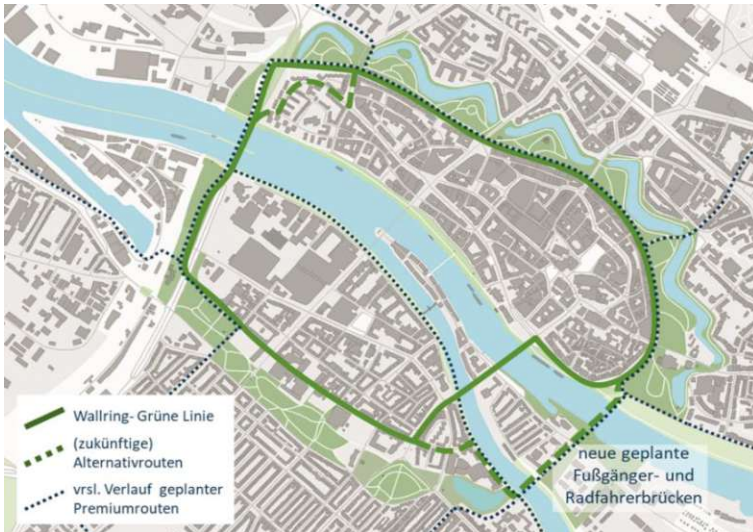 Wallring- Grüne Linie
(zukünftige)
Alternativrouten
vrsl. Verlauf geplanter
Premiumrouten
neue geplante
Fußgänger- und
Radfahrerbrücken